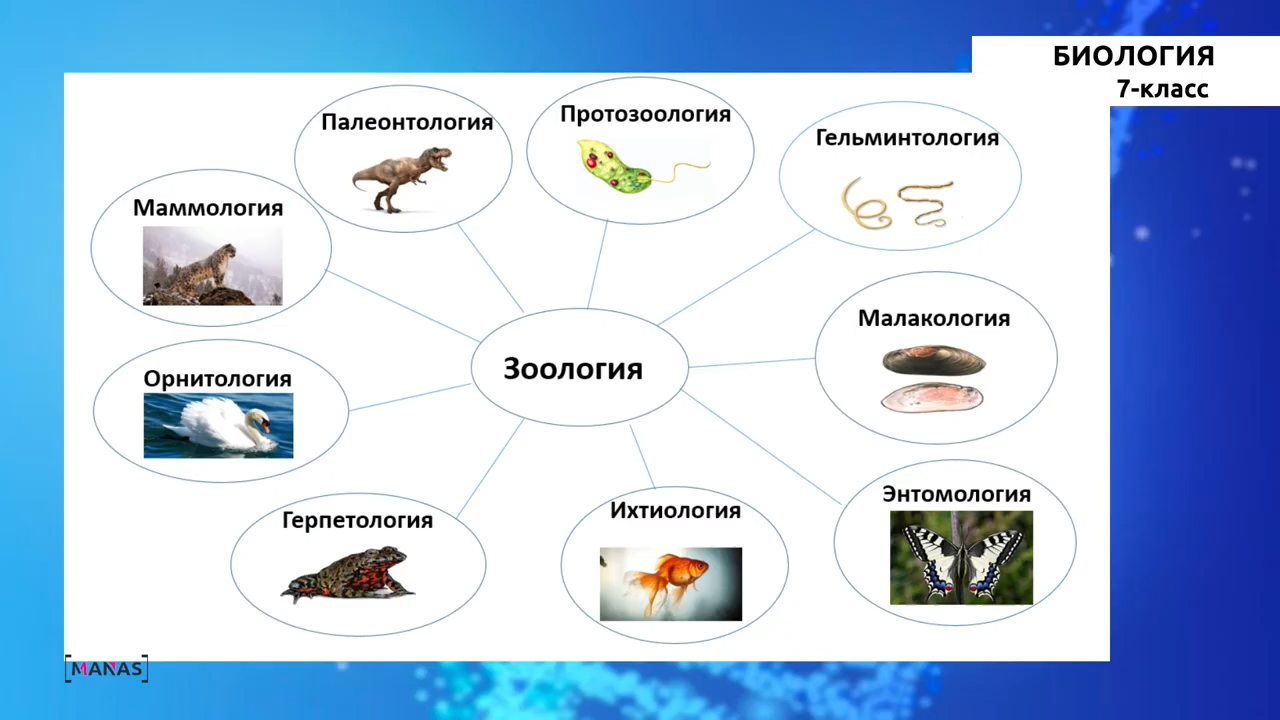 БИОЛОГИЯ
7-класс
Палеонтология
Протозоология
Гельминтология
Маммология
Малакология
Зоология
Орнитология
Энтомология
Герпетология
Ихтиология
[MANAS]